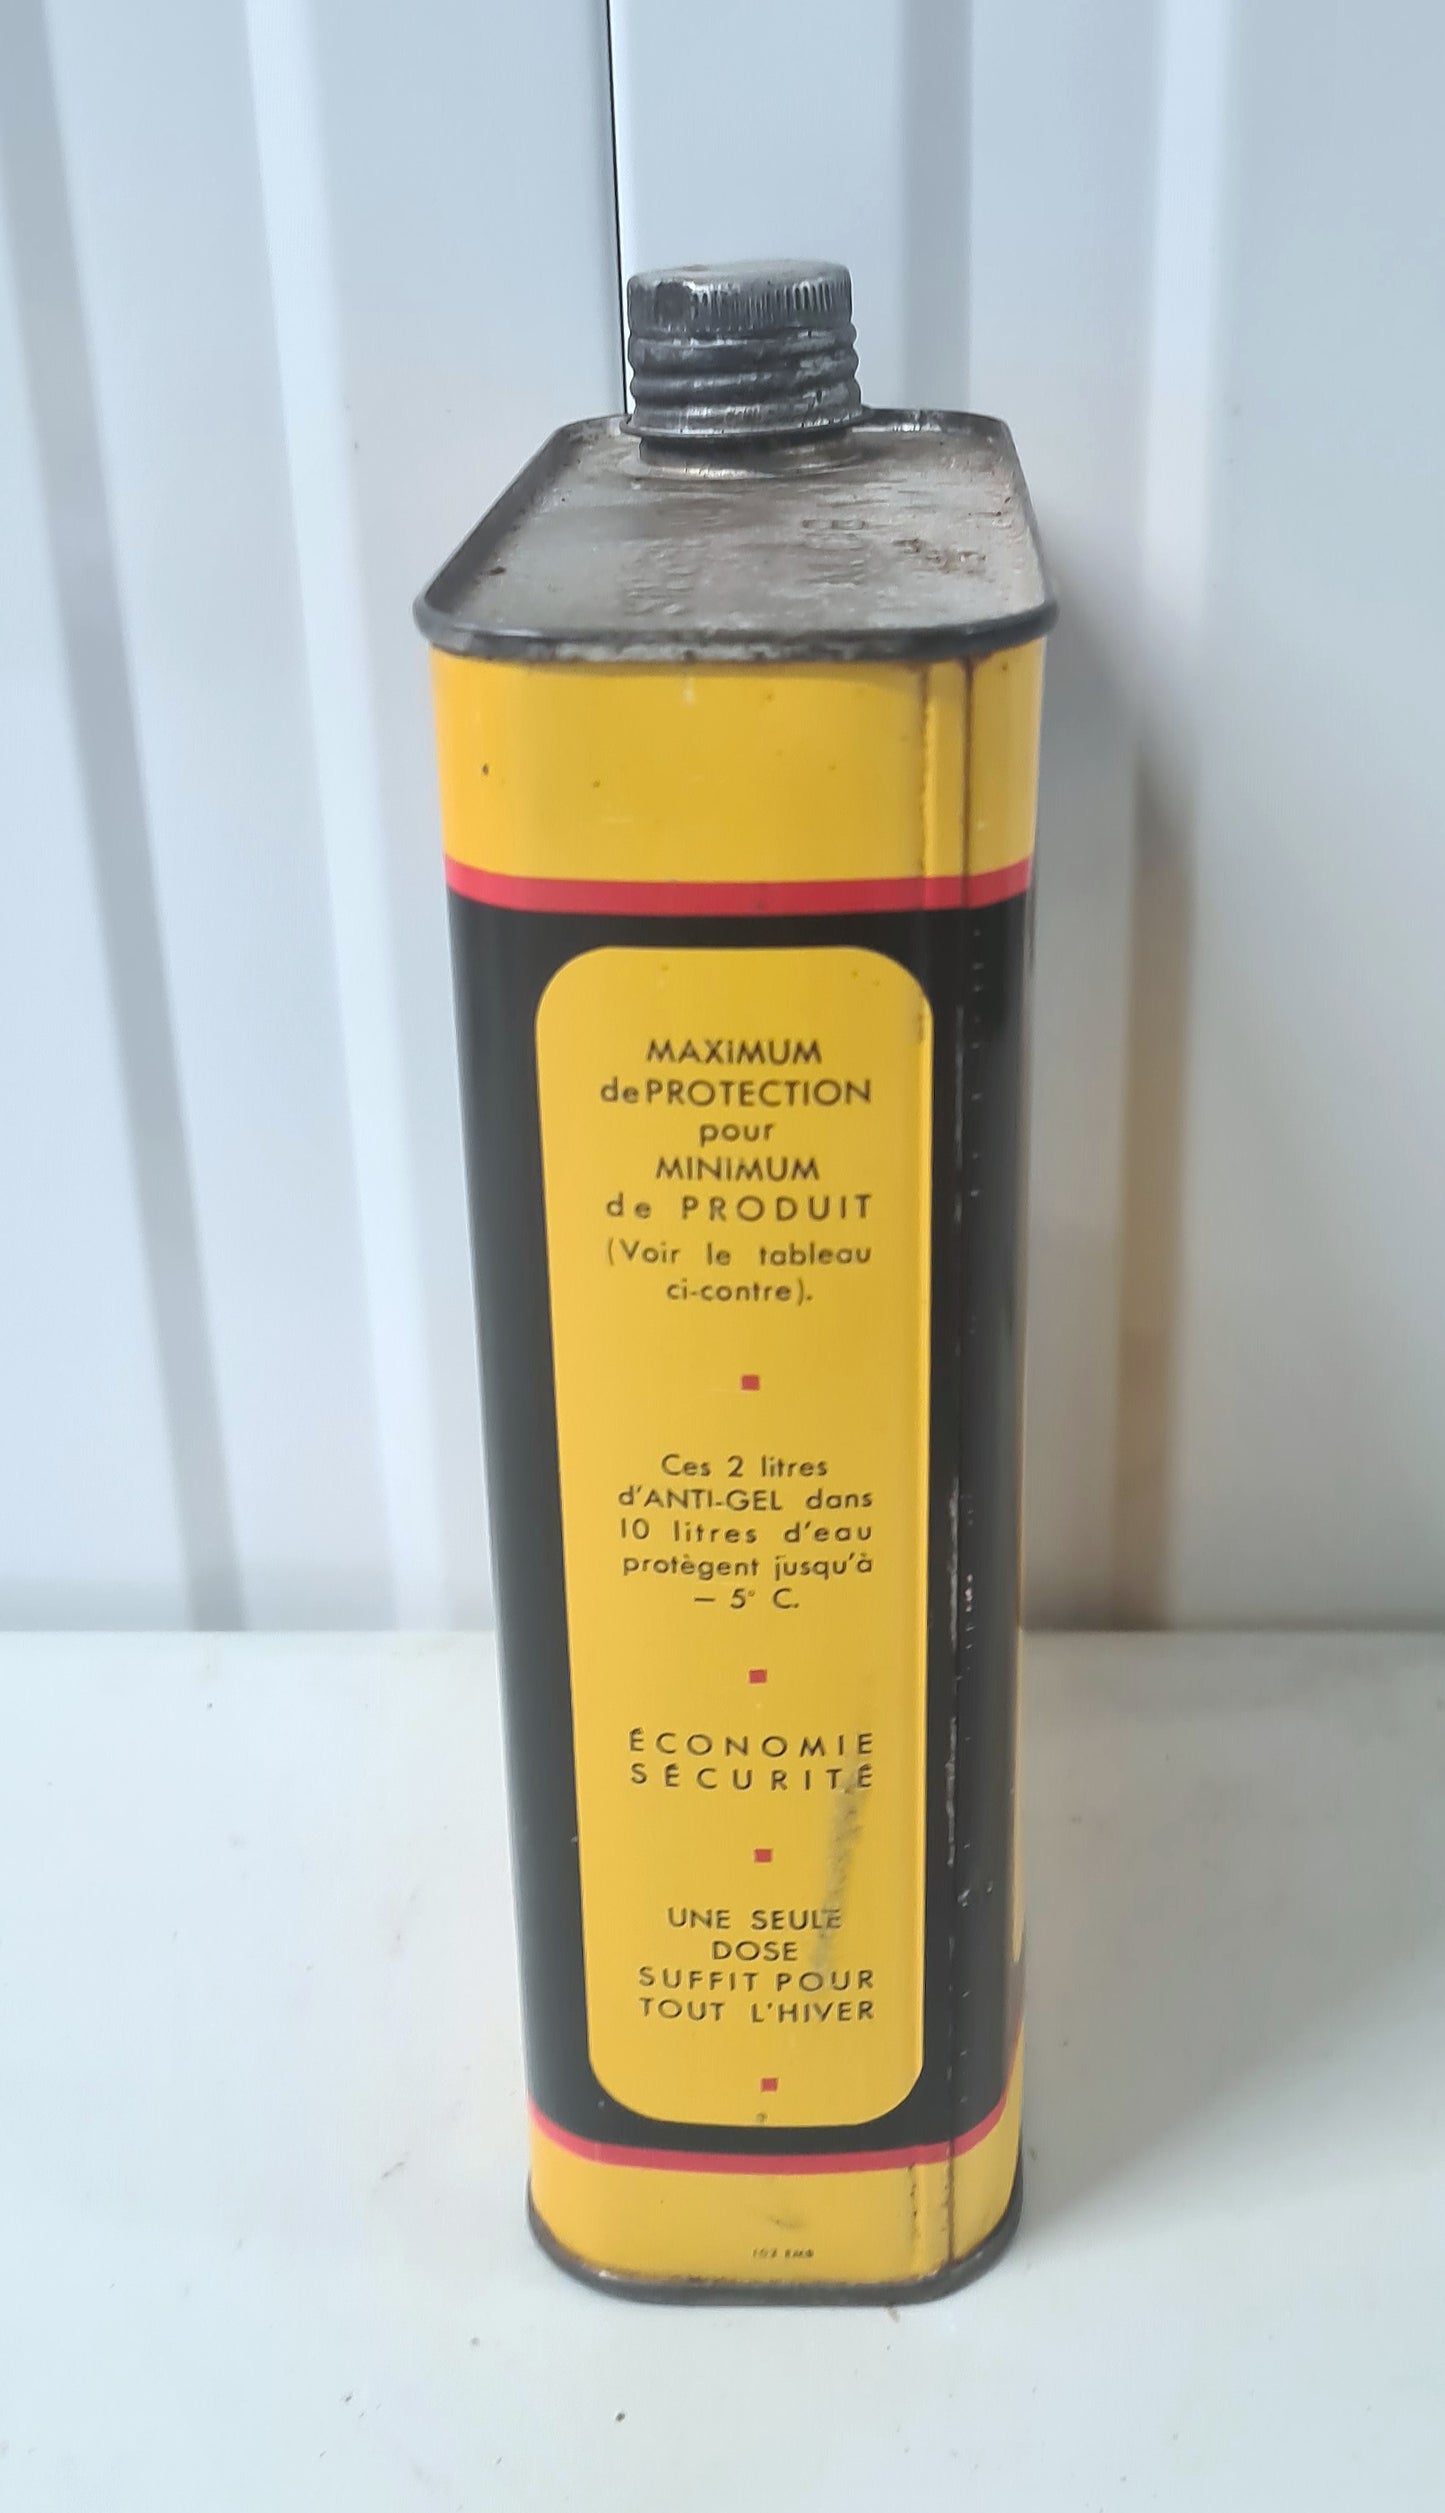 MAXIMUM
de PROTECTION
pour
MINIMUM
de PRODUIT
(Voir le tableau
ci-contre).
Ces 2 litres
d'ANTI-GEL dans
10 litres d'eau
protègent jusqu'à
– 5° C.
ÉCONOMIE
SÉCURITÉ
UNE SEULE
DOSE
SUFFIT POUR
TOUT L'HIVER